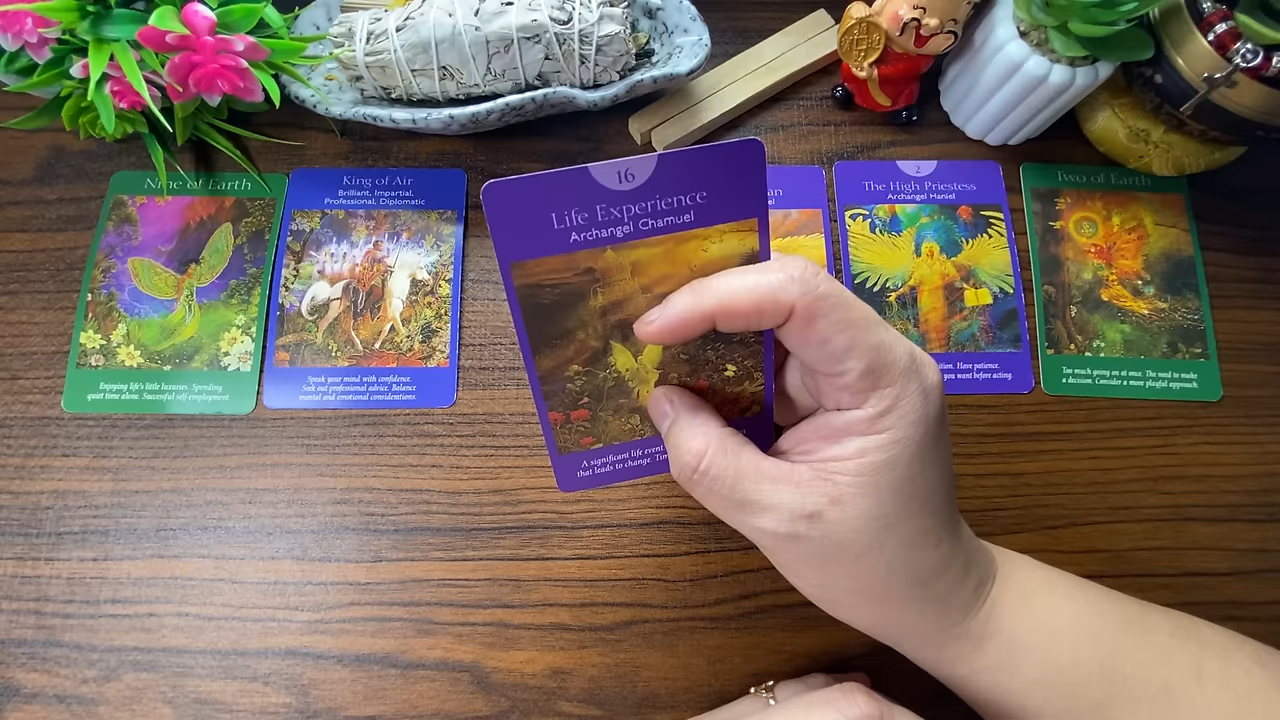 Nine of Earth
Enjoying life's little luxuries. Spending
quiet time alone. Successful self-employment
King of Air
Brilliant, Impartial,
Professional, Diplomatic
Speak your mind with confidence.
Seek out professional advice. Balance
mental and emotional considerations.
16
Life Experience
Archangel Chamuel
A significant life event
that leads to change.
2
The High Priestess
Archangel Haniel
Have patience.
you want before acting.
Two of Earth
Too much going on at once. The need to make
a decision. Consider a more playful approach.